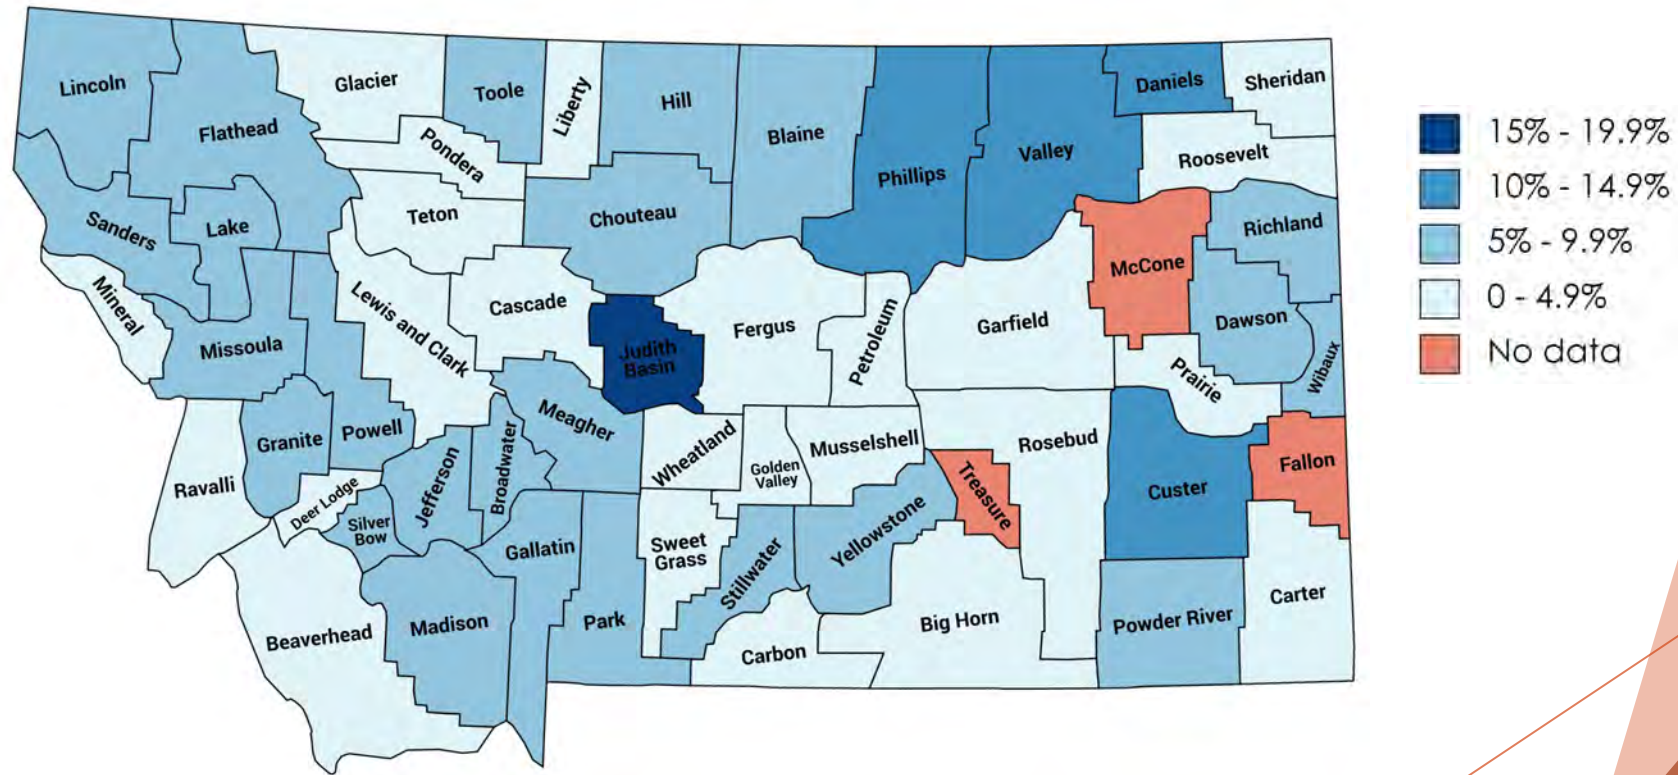 Lincoln
Flathead
Glacier
Toole
Liberty
Hill
Blaine
Phillips
Valley
Daniels
Sheridan
Roosevelt
Pondera
Teton
Chouteau
Sanders
Lake
Mineral
Missoula
Lewis and Clark
Cascade
Judith
Basin
Fergus
Petroleum
Garfield
McCone
Richland
Dawson
Wibaux
Prairie
Ravalli
Granite
Powell
Deer Lodge
Silver
Bow
Jefferson
Broadwater
Meagher
Wheatland
Golden
Valley
Musselshell
Rosebud
Treasure
Custer
Fallon
Beaverhead
Madison
Gallatin
Park
Sweet
Grass
Stillwater
Yellowstone
Carbon
Big Horn
Powder River
Carter
15% - 19.9%
10% - 14.9%
5% - 9.9%
0 - 4.9%
No data